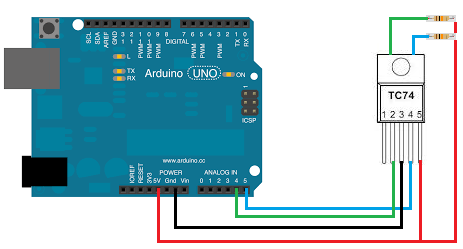 SCL
SDA
AREF
GND
13
12
PWM 11
PWM 10
PWM 9
8
DIGITAL
7
PWM 6
PWM 5
4
PWM 3
2
TX 1
RX 0
L
TX
RX
Arduino UNO
ON
1
ICSP
www.arduino.cc
POWER
ANALOG IN
IOREF
RESET
3V3
5V
Gnd
Vin
0 1 2 3 4 5
TC74
1 2 3 4 5